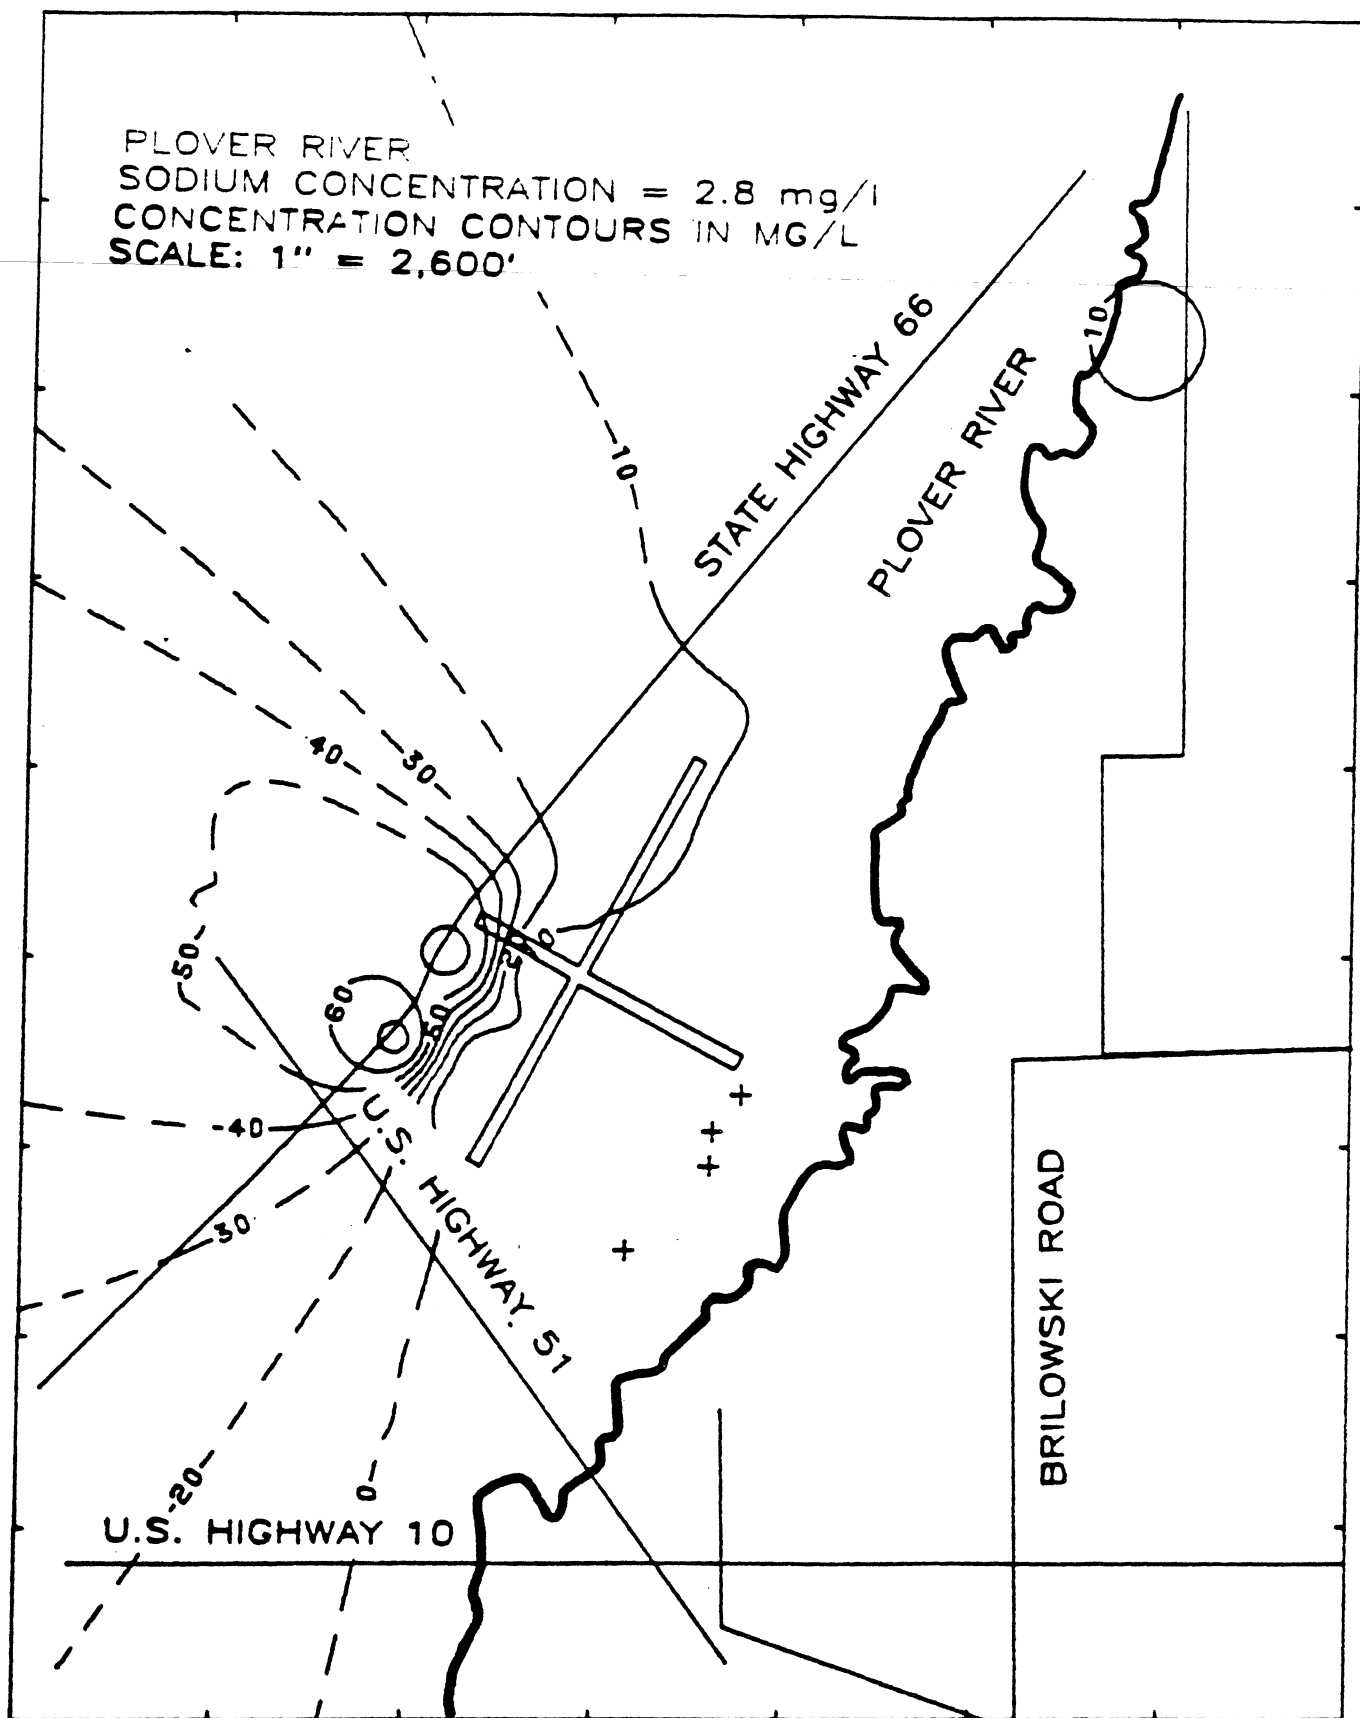 PLOVER RIVER
SODIUM CONCENTRATION = 2.8 mg/l
CONCENTRATION CONTOURS IN MG/L
SCALE: 1" = 2,600'
STATE HIGHWAY 66
PLOVER RIVER
10
10
40
30
50
60
50
20
0
40
30
20
0
U.S. HIGHWAY 51
U.S. HIGHWAY 10
BRILOWSKI ROAD